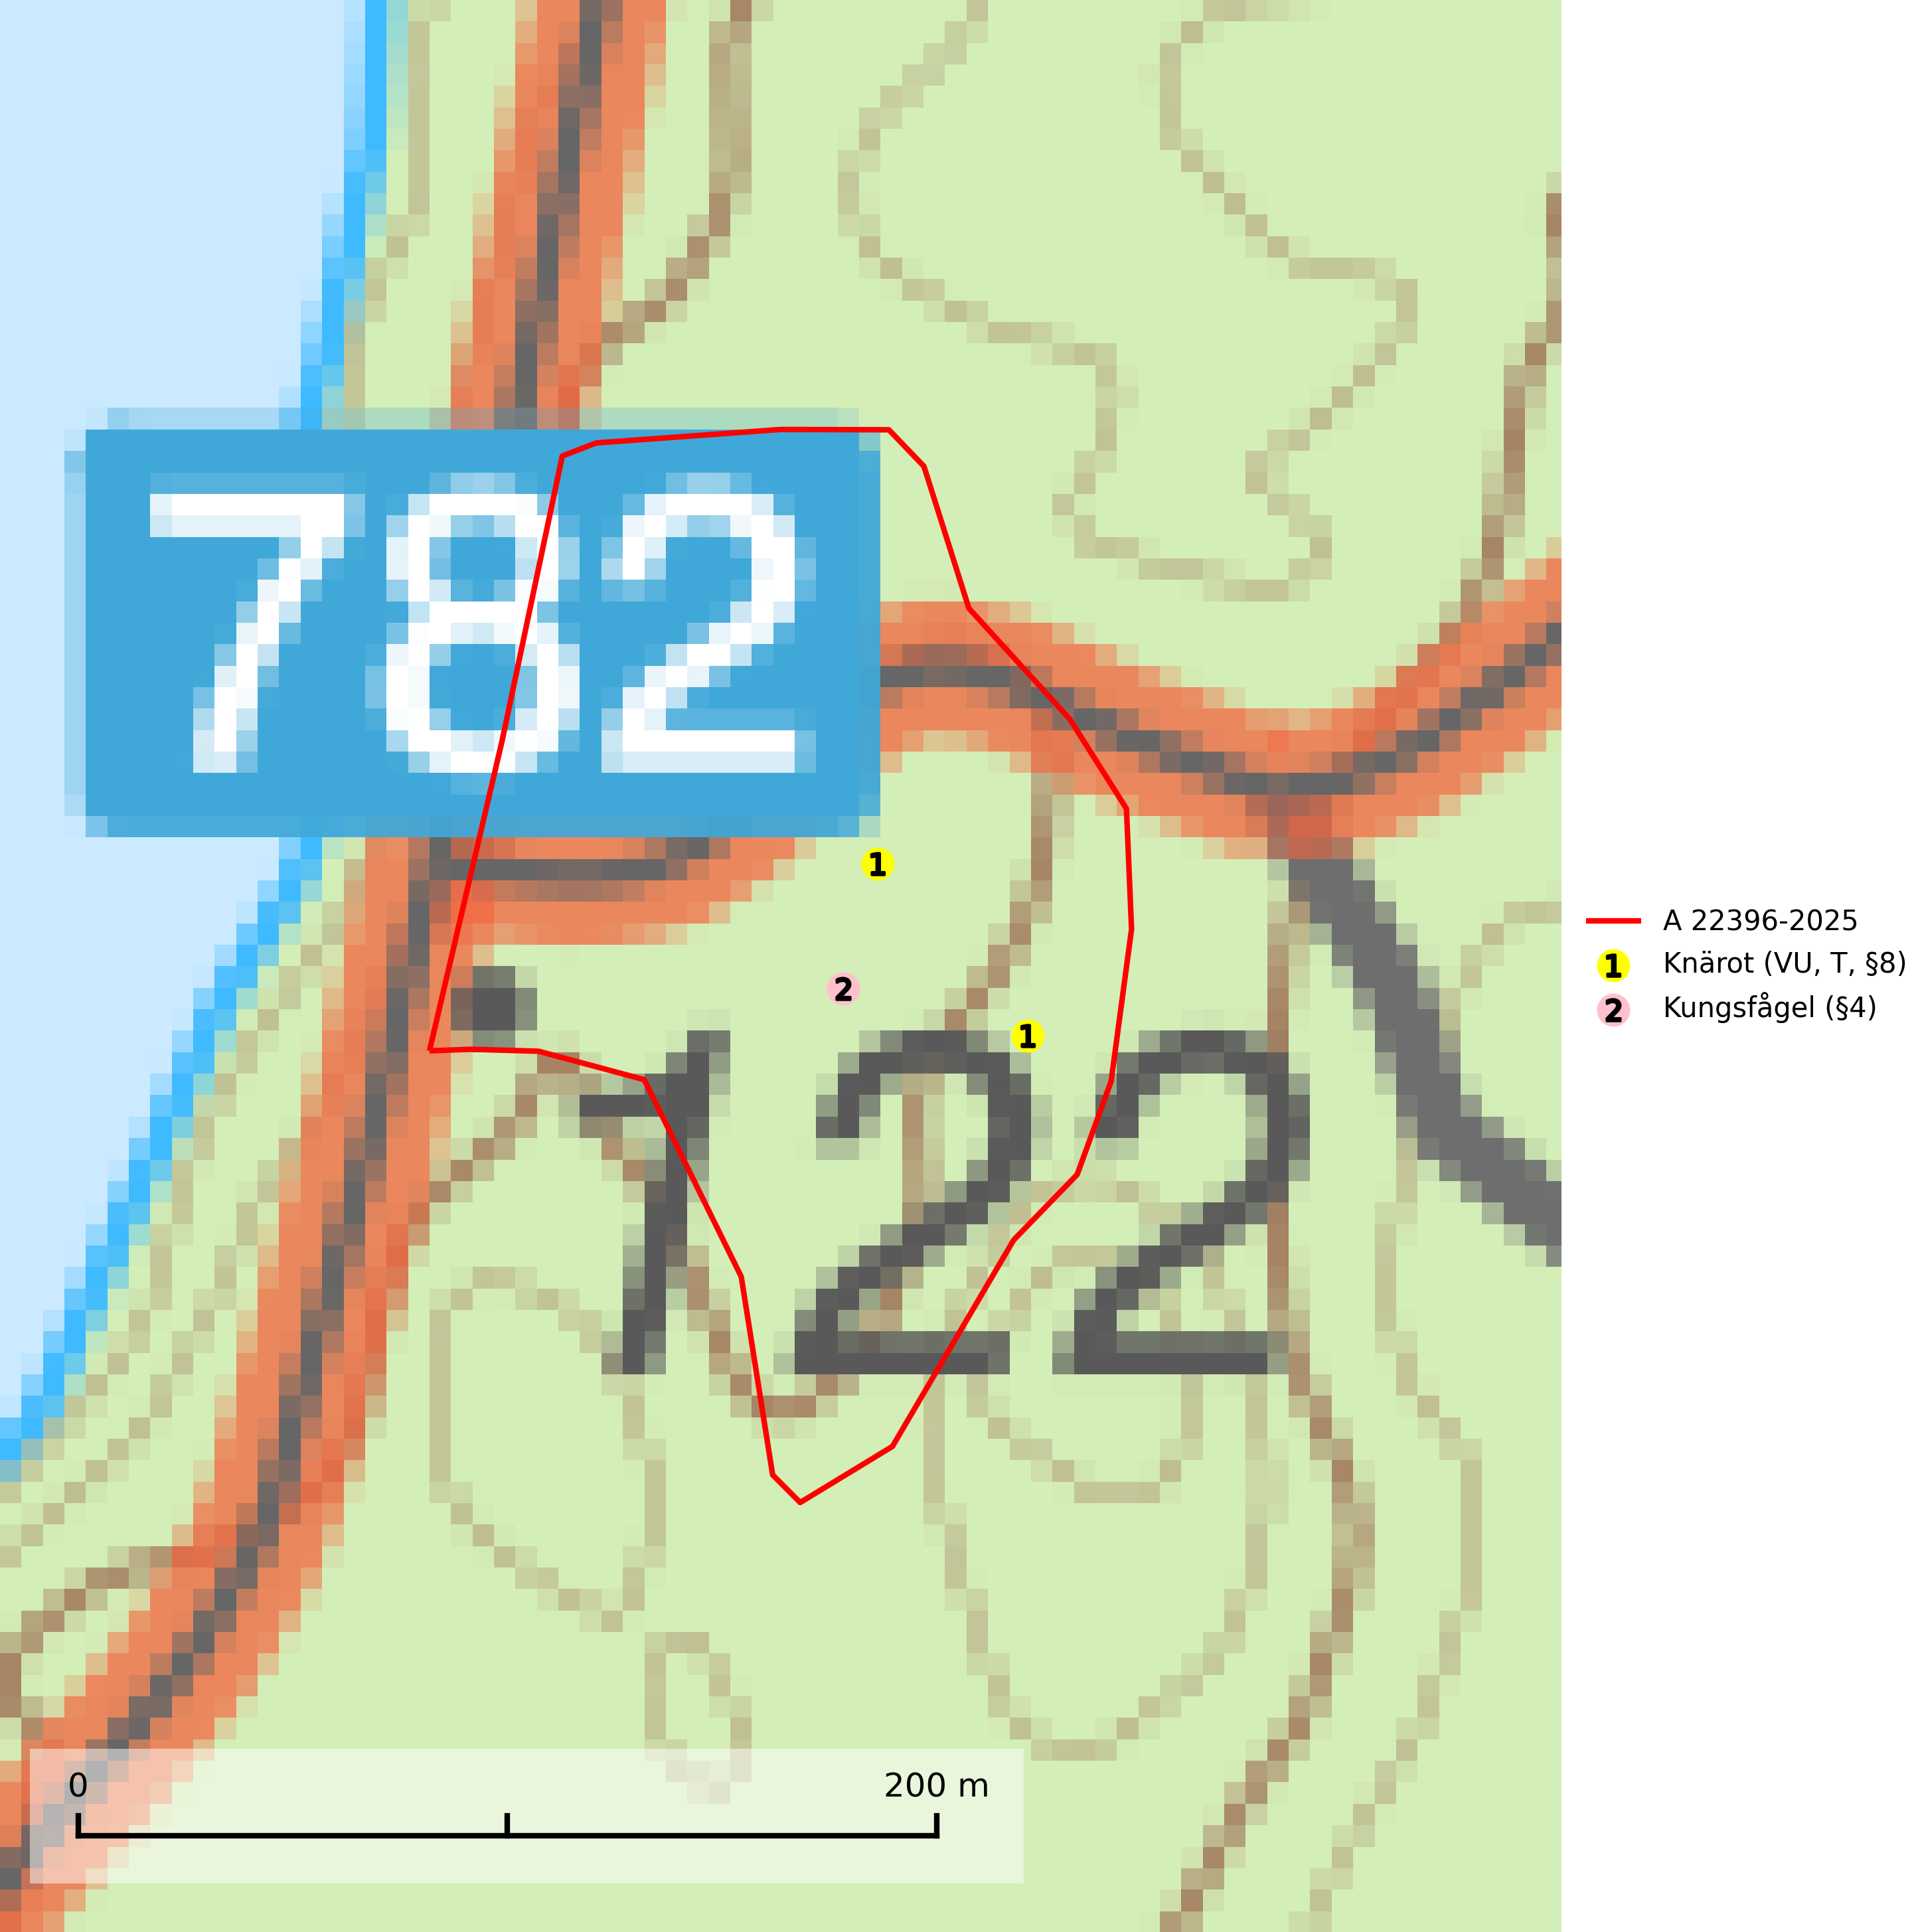 782
1
2
1
.122
A 22396-2025
1 Knärot (VU, T, §8)
2 Kungsfågel (§4)
0 200 m